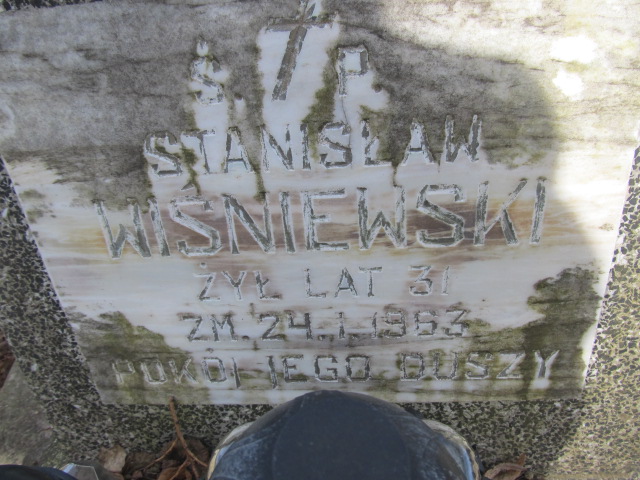 Ś. P.
STANISŁAW
WIŚNIEWSKI
ŻYŁ LAT 31
ZM. 24.1.1963
POKÓJ JEGO DUSZY